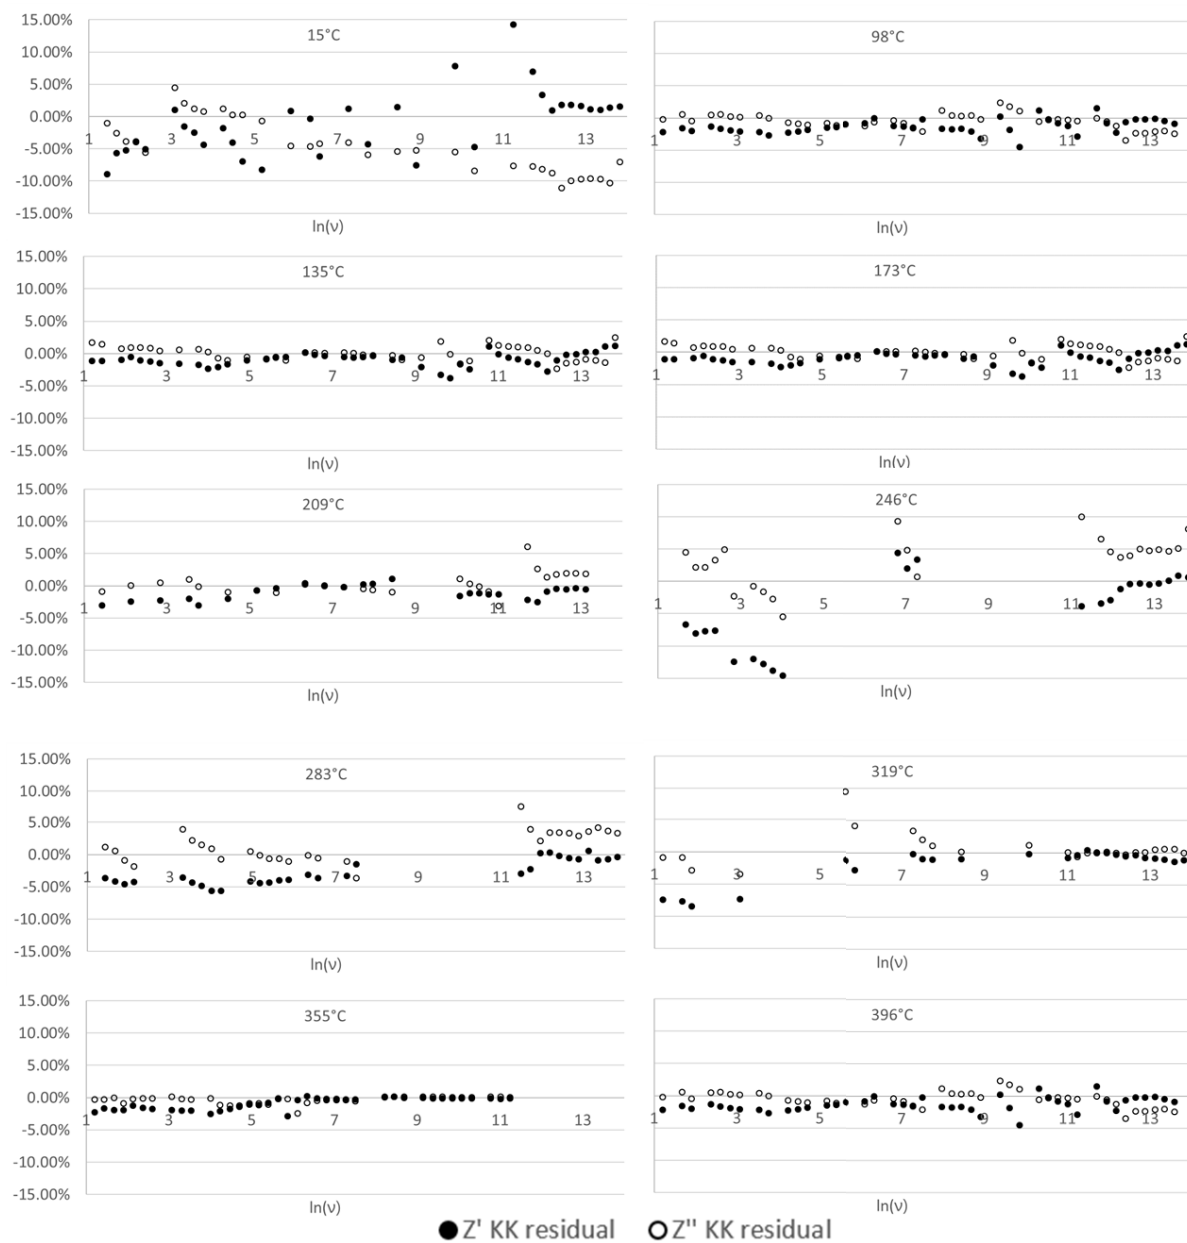 15.00%
10.00%
5.00%
0.00%
-5.00%
-10.00%
-15.00%
15°C
1 3 5 7 9 11 13
ln(ν)
98°C
1 3 5 7 9 11 13
ln(ν)
15.00%
10.00%
5.00%
0.00%
-5.00%
-10.00%
-15.00%
135°C
1 3 5 7 9 11 13
ln(ν)
173°C
1 3 5 7 9 11 13
ln(ν)
15.00%
10.00%
5.00%
0.00%
-5.00%
-10.00%
-15.00%
209°C
1 3 5 7 9 11 13
ln(ν)
246°C
1 3 5 7 9 11 13
ln(ν)
15.00%
10.00%
5.00%
0.00%
-5.00%
-10.00%
-15.00%
283°C
1 3 5 7 9 11 13
ln(ν)
319°C
1 3 5 7 9 11 13
ln(ν)
15.00%
10.00%
5.00%
0.00%
-5.00%
-10.00%
-15.00%
355°C
1 3 5 7 9 11 13
ln(ν)
396°C
1 3 5 7 9 11 13
ln(ν)
Z' KK residual Z'' KK residual